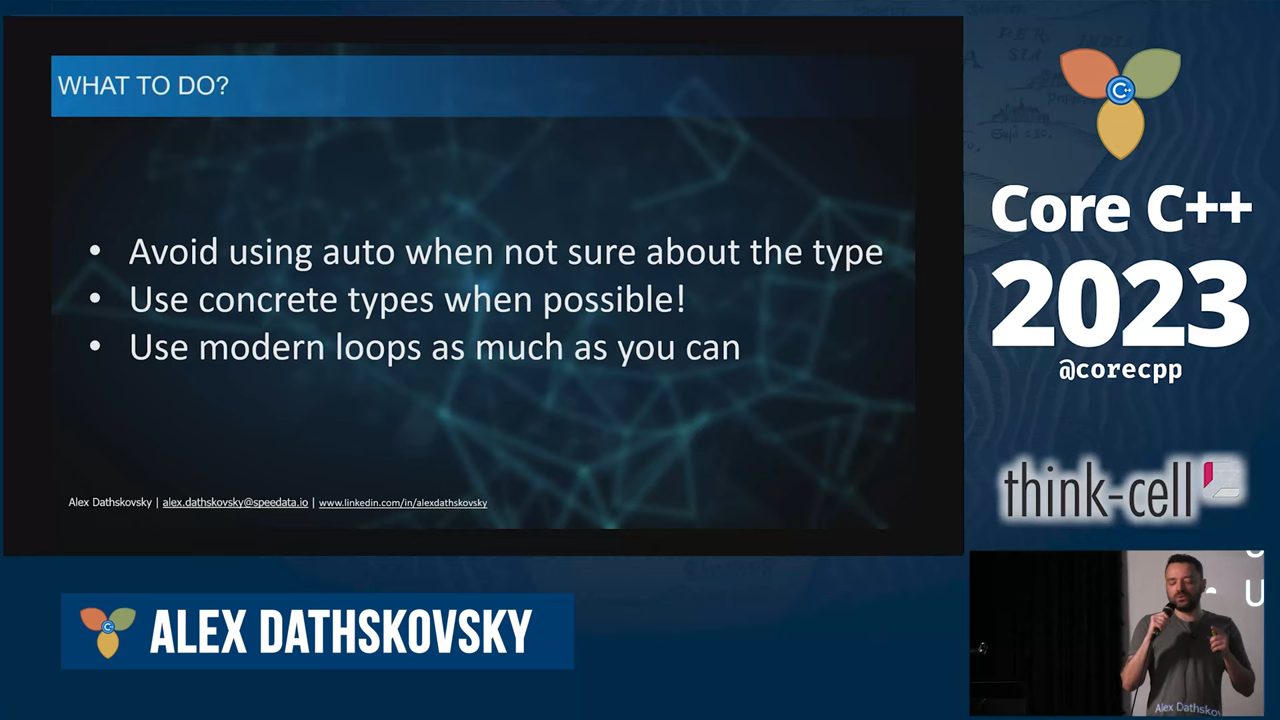 WHAT TO DO?
• Avoid using auto when not sure about the type
• Use concrete types when possible!
• Use modern loops as much as you can
Alex Dathskovsky | alex.dathskovsky@speedata.io | www.linkedin.com/in/alexdathskovsky
C++
Core C++
2023
@corecpp
think-cell
ALEX DATHSKOVSKY
U
Alex Dathskov